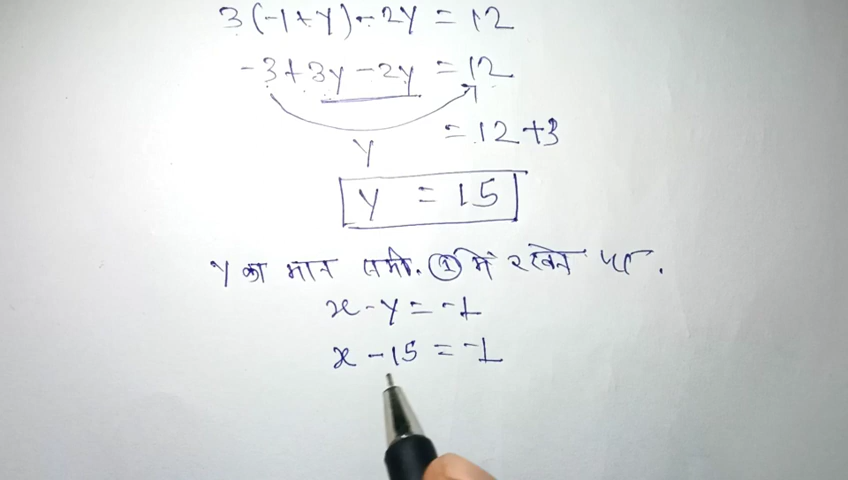 3(-1+y)-2y=12
-3+3y-2y=12
y =12+3
y = 15
y का मान समी. ① में रखने पर.
x-y=-1
x-15=-1